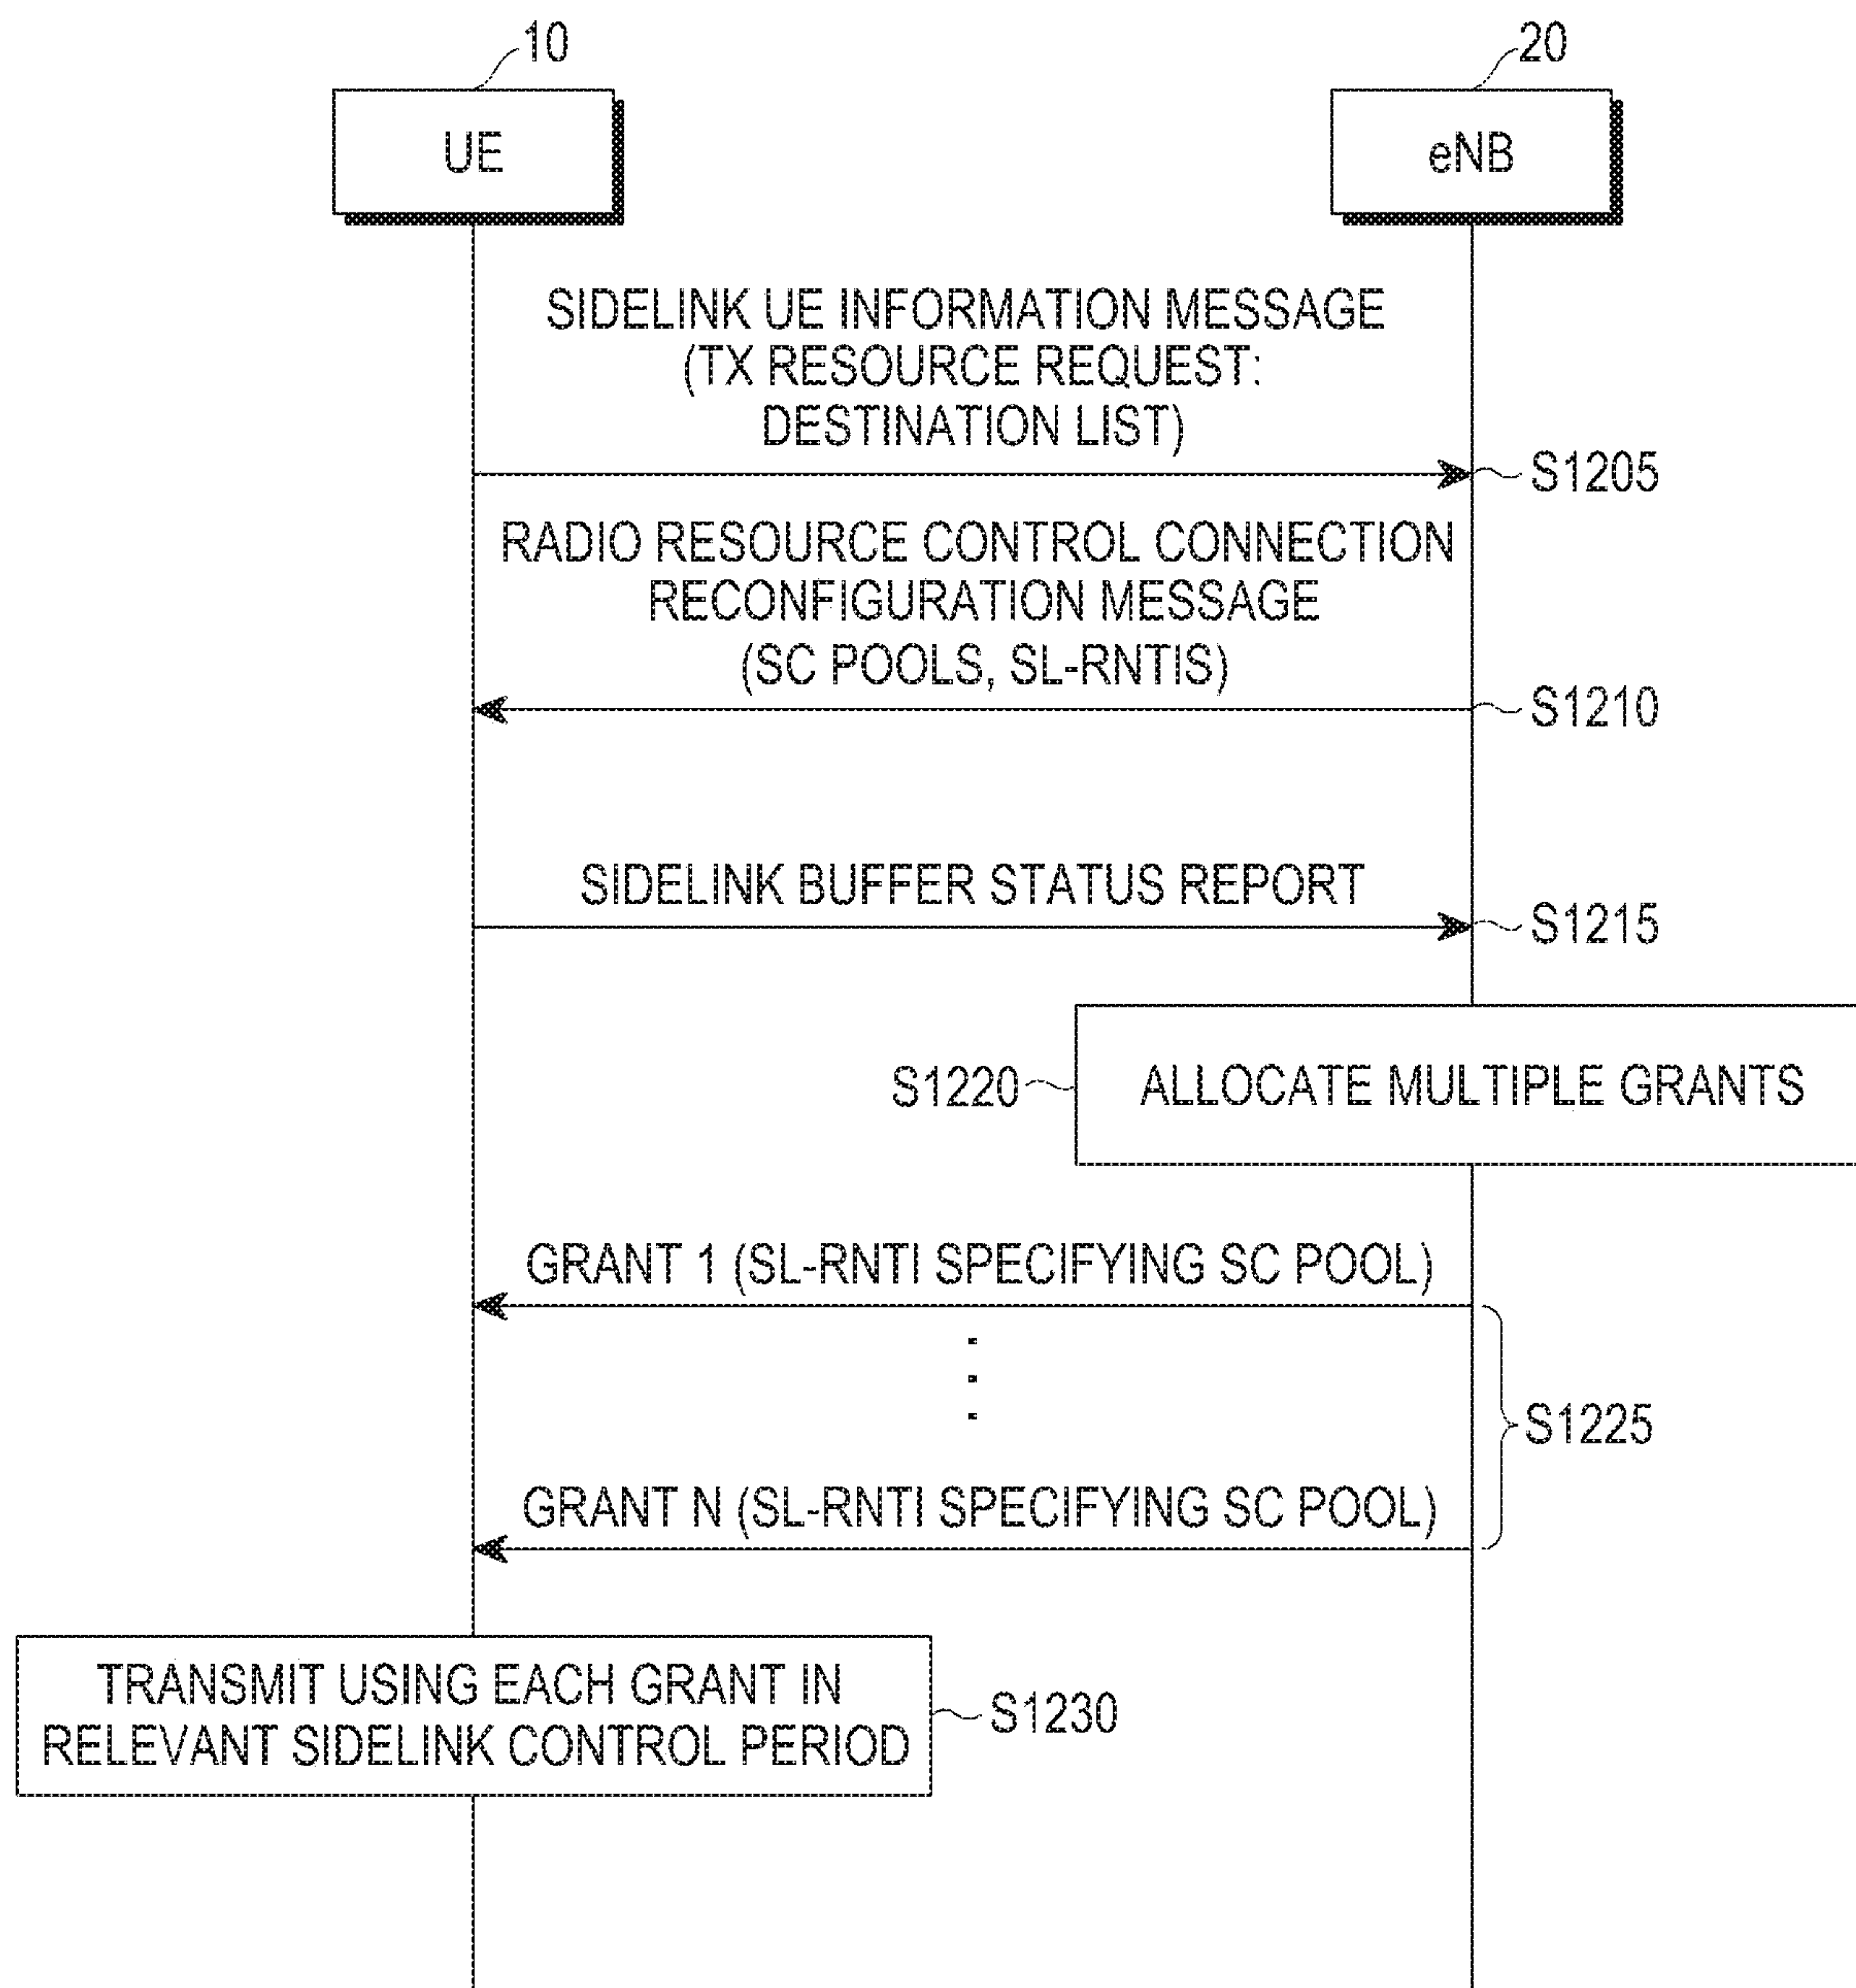 10
20
UE
eNB
SIDELINK UE INFORMATION MESSAGE
(TX RESOURCE REQUEST:
DESTINATION LIST)
S1205
RADIO RESOURCE CONTROL CONNECTION
RECONFIGURATION MESSAGE
(SC POOLS, SL-RNTIS)
S1210
SIDELINK BUFFER STATUS REPORT
S1215
S1220
ALLOCATE MULTIPLE GRANTS
GRANT 1 (SL-RNTI SPECIFYING SC POOL)
S1225
GRANT N (SL-RNTI SPECIFYING SC POOL)
TRANSMIT USING EACH GRANT IN
RELEVANT SIDELINK CONTROL PERIOD
S1230